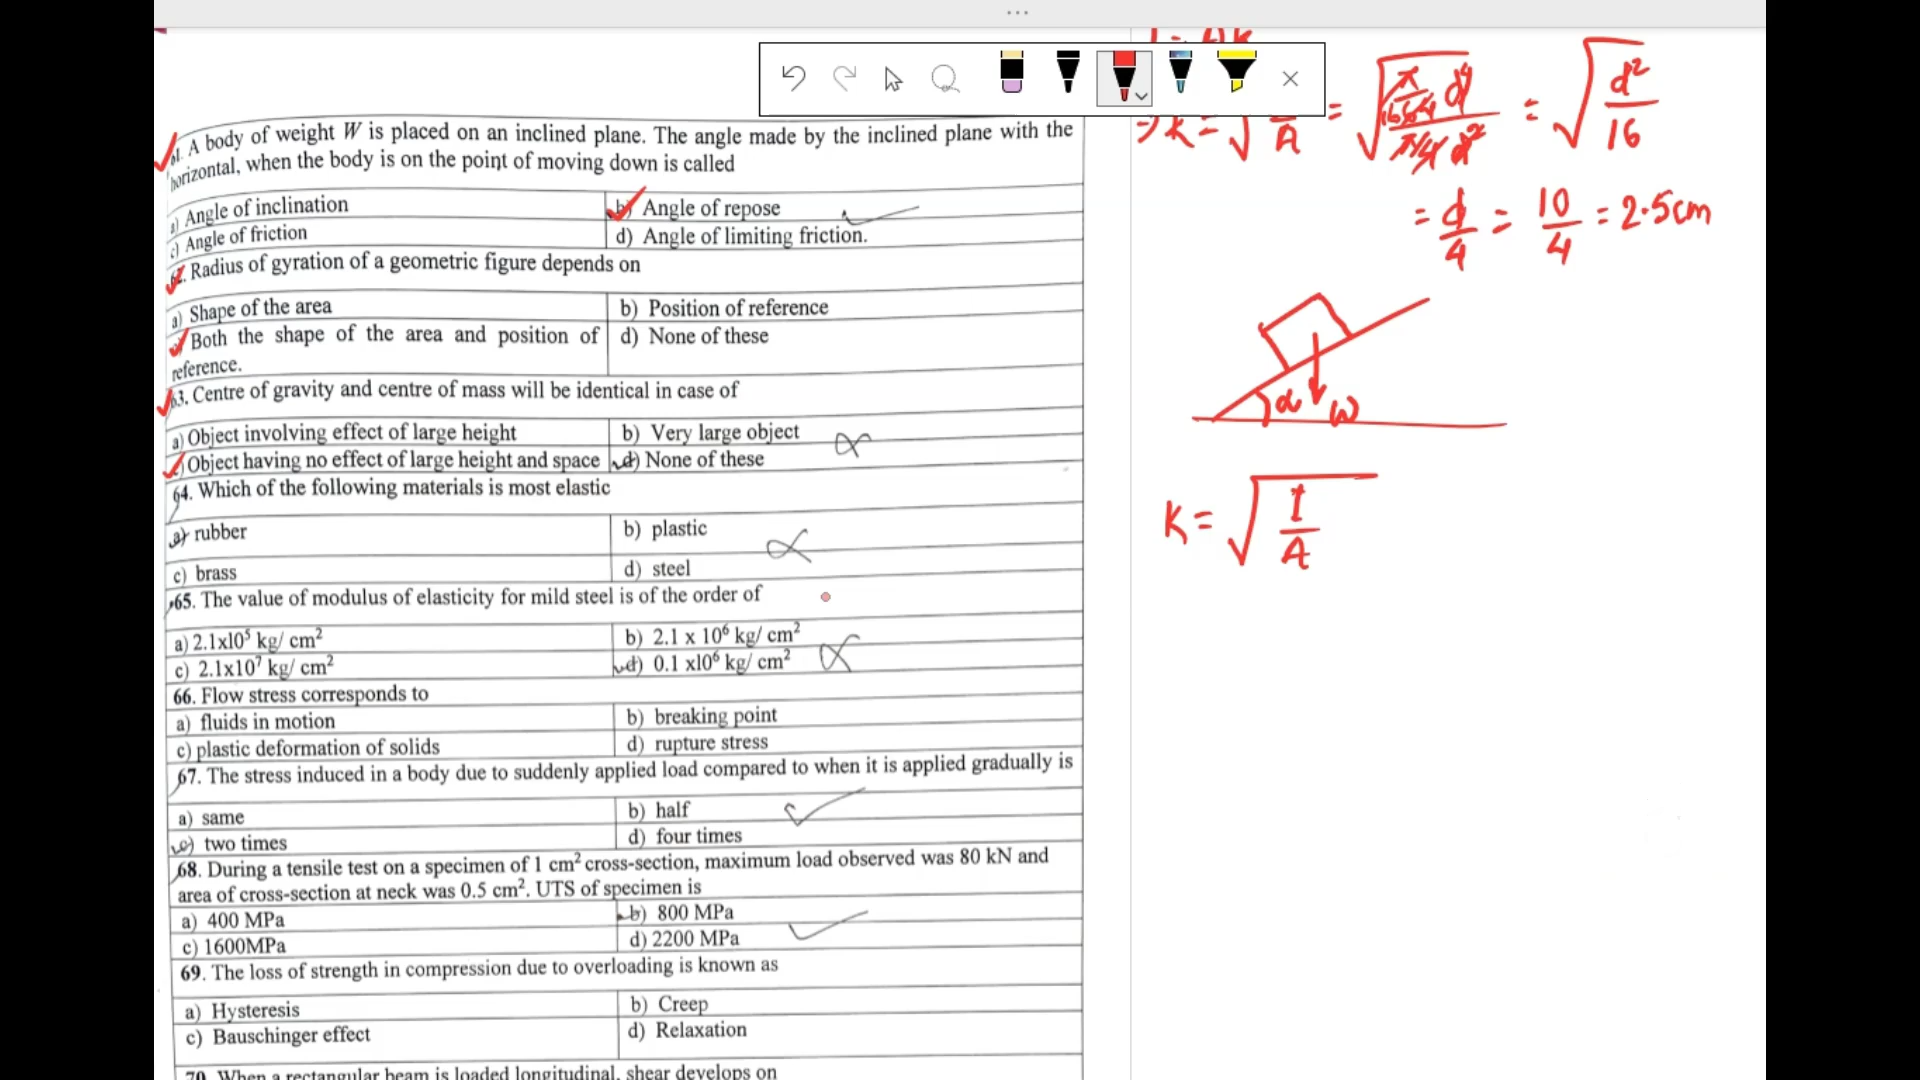 61. A body of weight W is placed on an inclined plane. The angle made by the inclined plane with the
horizontal, when the body is on the point of moving down is called
a) Angle of inclination b) Angle of repose
c) Angle of friction d) Angle of limiting friction.
62. Radius of gyration of a geometric figure depends on
a) Shape of the area b) Position of reference
Both the shape of the area and position of d) None of these
reference.
63. Centre of gravity and centre of mass will be identical in case of
a) Object involving effect of large height b) Very large object
c) Object having no effect of large height and space d) None of these
64. Which of the following materials is most elastic
a) rubber b) plastic
c) brass d) steel
65. The value of modulus of elasticity for mild steel is of the order of
a) 2.1x10⁵ kg/ cm² b) 2.1 x 10⁶ kg/ cm²
c) 2.1x10⁷ kg/ cm² d) 0.1 x10⁶ kg/ cm²
66. Flow stress corresponds to
a) fluids in motion b) breaking point
c) plastic deformation of solids d) rupture stress
67. The stress induced in a body due to suddenly applied load compared to when it is applied gradually is
a) same b) half
c) two times d) four times
68. During a tensile test on a specimen of 1 cm² cross-section, maximum load observed was 80 kN and
area of cross-section at neck was 0.5 cm². UTS of specimen is
a) 400 MPa b) 800 MPa
c) 1600MPa d) 2200 MPa
69. The loss of strength in compression due to overloading is known as
a) Hysteresis b) Creep
c) Bauschinger effect d) Relaxation
70. When a rectangular beam is loaded longitudinal, shear develops on
= √(d²/16)
= d/4 = 10/4 = 2.5cm
α W
K = √(I/A)